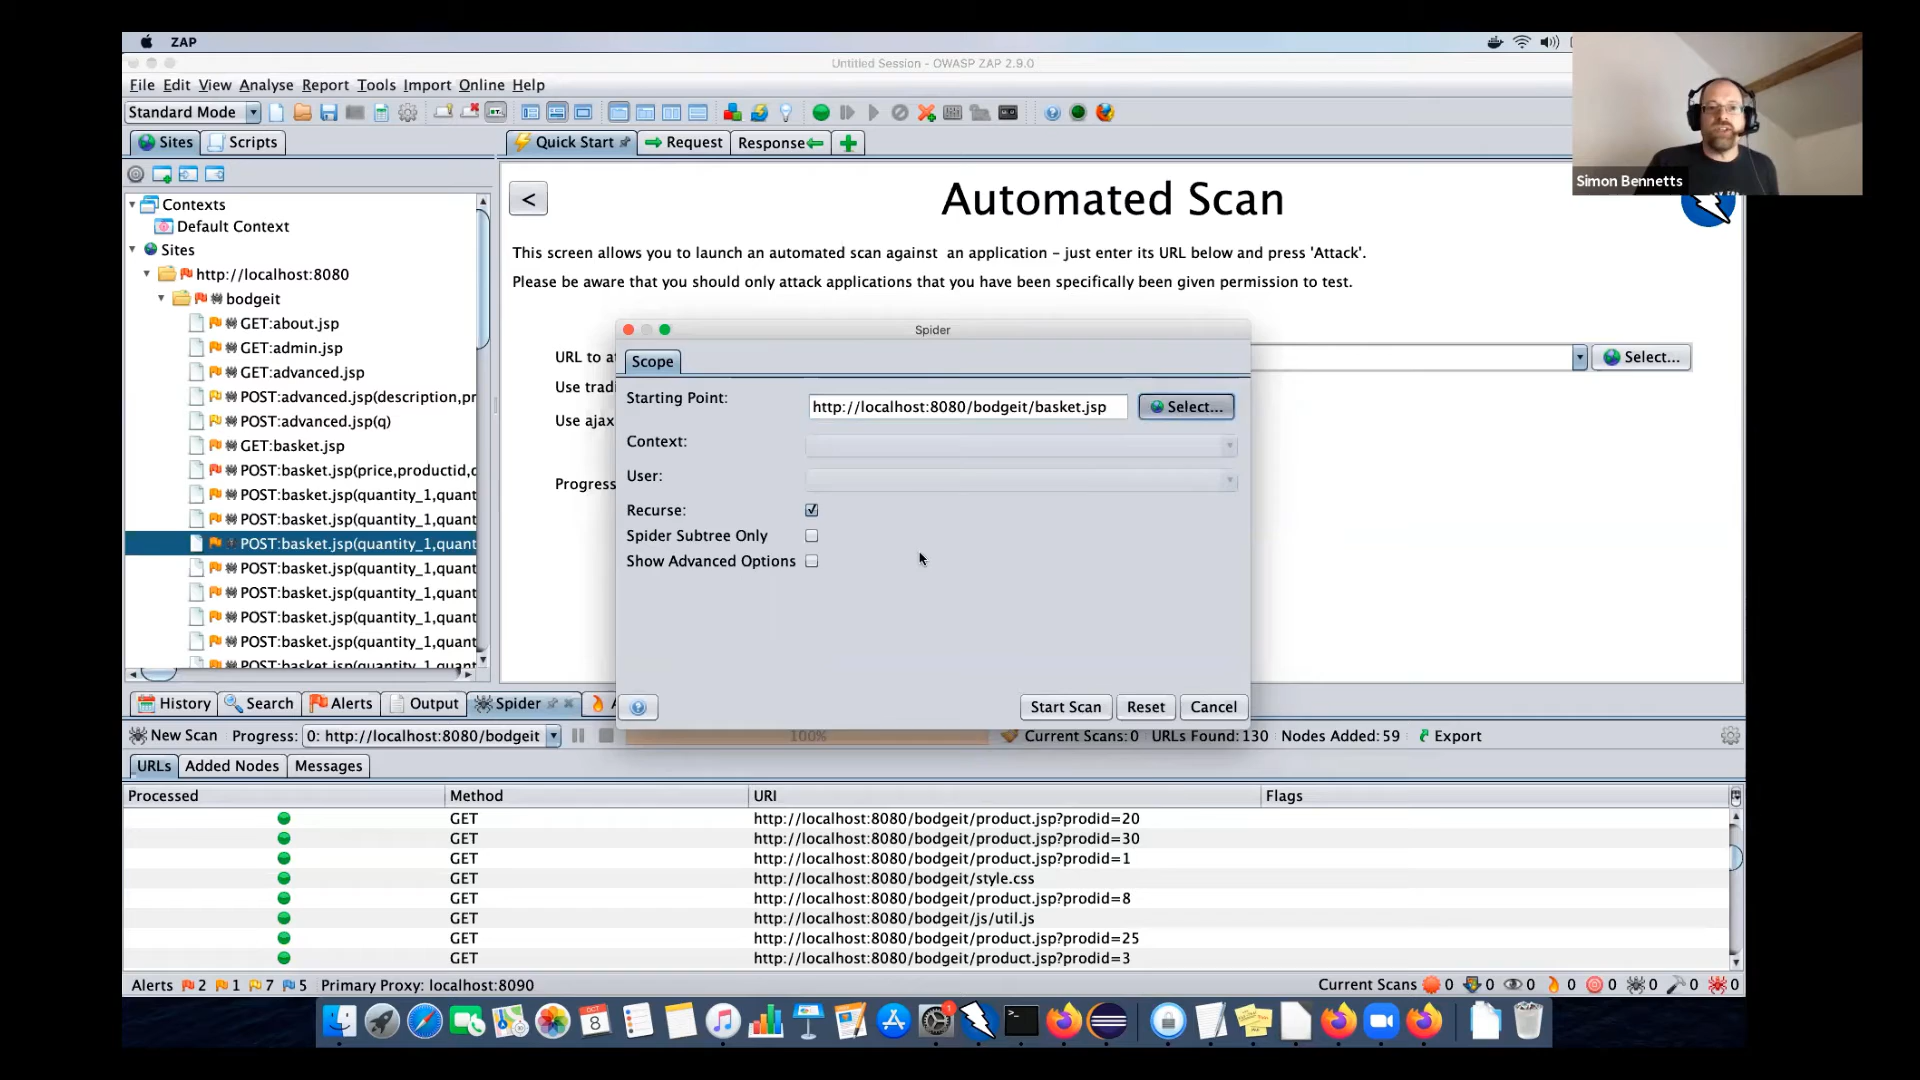 ZAP
Untitled Session - OWASP ZAP 2.9.0
File Edit View Analyse Report Tools Import Online Help
Standard Mode
Sites Scripts
Quick Start Request Response
Simon Bennetts
<
Automated Scan
This screen allows you to launch an automated scan against an application – just enter its URL below and press 'Attack'.
Please be aware that you should only attack applications that you have been specifically been given permission to test.
Contexts
Default Context
Sites
http://localhost:8080
bodgeit
GET:about.jsp
GET:admin.jsp
GET:advanced.jsp
POST:advanced.jsp(description,pr
POST:advanced.jsp(q)
GET:basket.jsp
POST:basket.jsp(price,productid,
POST:basket.jsp(quantity_1,quant
POST:basket.jsp(quantity_1,quant
POST:basket.jsp(quantity_1,quant
POST:basket.jsp(quantity_1,quant
POST:basket.jsp(quantity_1,quant
POST:basket.jsp(quantity_1,quant
POST:basket.jsp(quantity_1,quant
POST:basket.jsp(quantity_1,quant
URL to at
Select...
Use tradi
Use ajax
Progress
Spider
Scope
Starting Point:
http://localhost:8080/bodgeit/basket.jsp
Select...
Context:
User:
Recurse:
Spider Subtree Only
Show Advanced Options
Start Scan Reset Cancel
History Search Alerts Output Spider
New Scan Progress: 0: http://localhost:8080/bodgeit 100% Current Scans:0 URLs Found:130 Nodes Added:59 Export
URLs Added Nodes Messages
Processed Method URI Flags
GET http://localhost:8080/bodgeit/product.jsp?prodid=20
GET http://localhost:8080/bodgeit/product.jsp?prodid=30
GET http://localhost:8080/bodgeit/product.jsp?prodid=1
GET http://localhost:8080/bodgeit/style.css
GET http://localhost:8080/bodgeit/product.jsp?prodid=8
GET http://localhost:8080/bodgeit/js/util.js
GET http://localhost:8080/bodgeit/product.jsp?prodid=25
GET http://localhost:8080/bodgeit/product.jsp?prodid=3
Alerts 2 1 7 5 Primary Proxy: localhost:8090
Current Scans 0 0 0 0 0 0 0 0
OCT
8